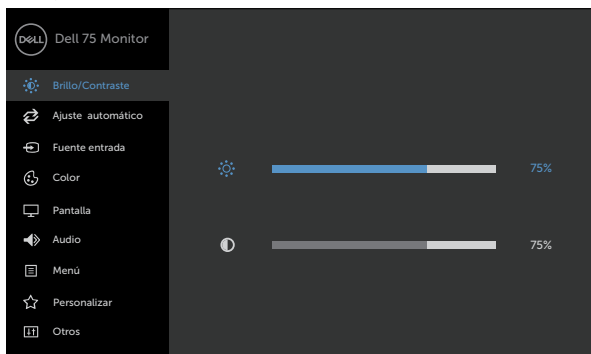 DELL Dell 75 Monitor
Brillo/Contraste
Ajuste automático
Fuente entrada
75%
Color
Pantalla
Audio
75%
Menú
Personalizar
Otros